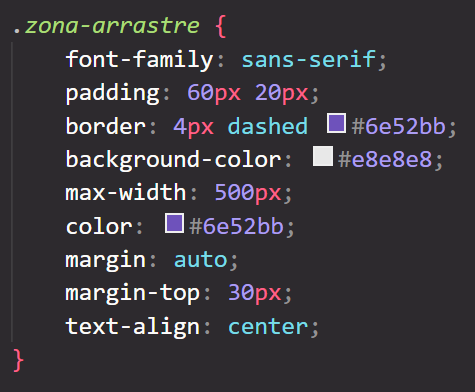 .zona-arrastre {
    font-family: sans-serif;
    padding: 60px 20px;
    border: 4px dashed #6e52bb;
    background-color: #e8e8e8;
    max-width: 500px;
    color: #6e52bb;
    margin: auto;
    margin-top: 30px;
    text-align: center;
}